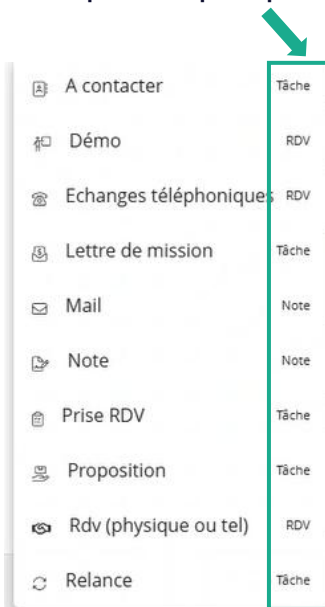 A contacter Tâche
Démo RDV
Echanges téléphoniques RDV
Lettre de mission Tâche
Mail Note
Note Note
Prise RDV Tâche
Proposition Tâche
Rdv (physique ou tel) RDV
Relance Tâche